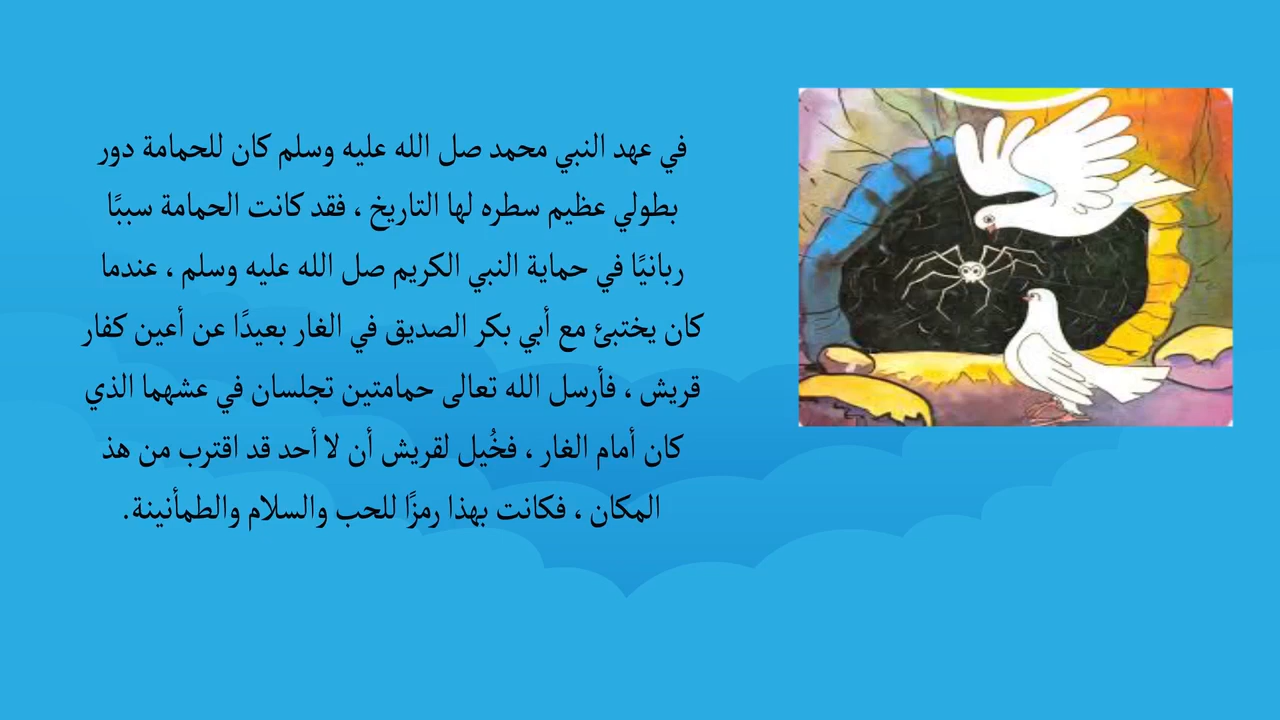 في عهد النبي محمد صل الله عليه وسلم كان للحمامة دور
بطولي عظيم سطره لها التاريخ ، فقد كانت الحمامة سببًا
ربانيًا في حماية النبي الكريم صل الله عليه وسلم ، عندما
كان يختبئ مع أبي بكر الصديق في الغار بعيدًا عن أعين كفار
قريش ، فأرسل الله تعالى حمامتين تجلسان في عشهما الذي
كان أمام الغار ، فخُيل لقريش أن لا أحد قد اقترب من هذ
المكان ، فكانت بهذا رمزًا للحب والسلام والطمأنينة.